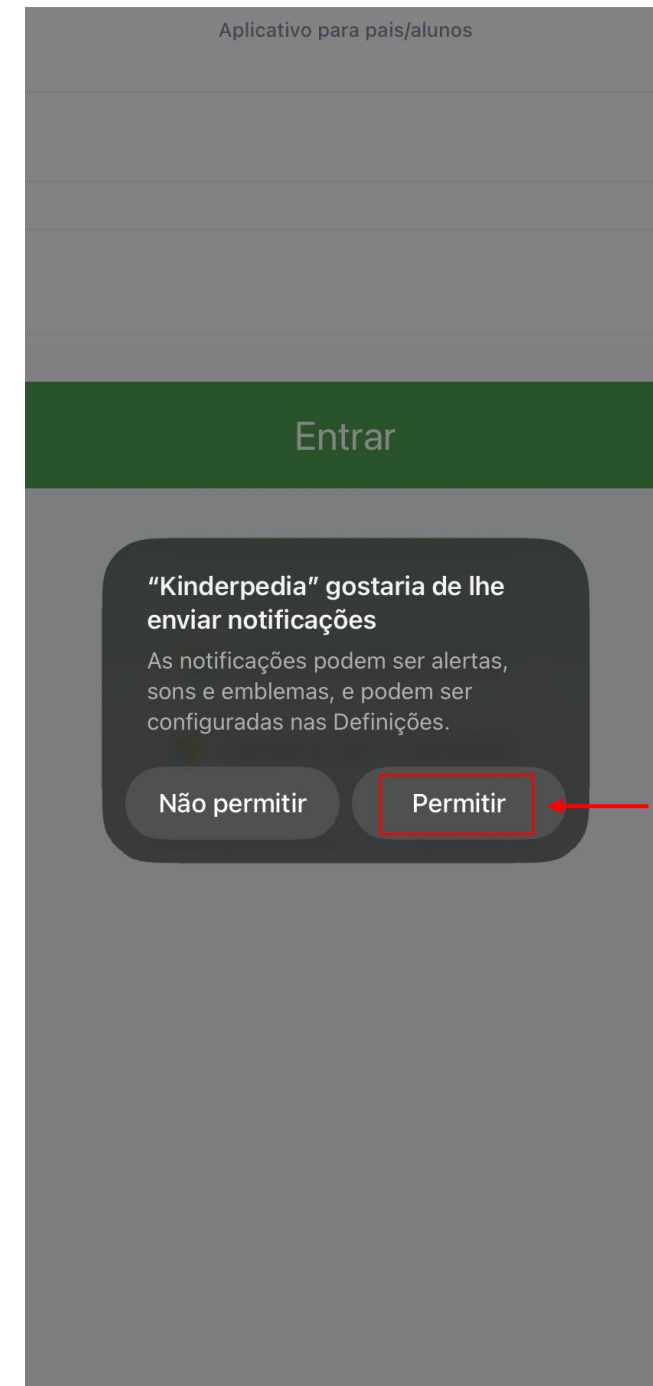 Aplicativo para pais/alunos
Entrar
“Kinderpedia” gostaria de lhe
enviar notificações
As notificações podem ser alertas,
sons e emblemas, e podem ser
configuradas nas Definições.
Não permitir
Permitir